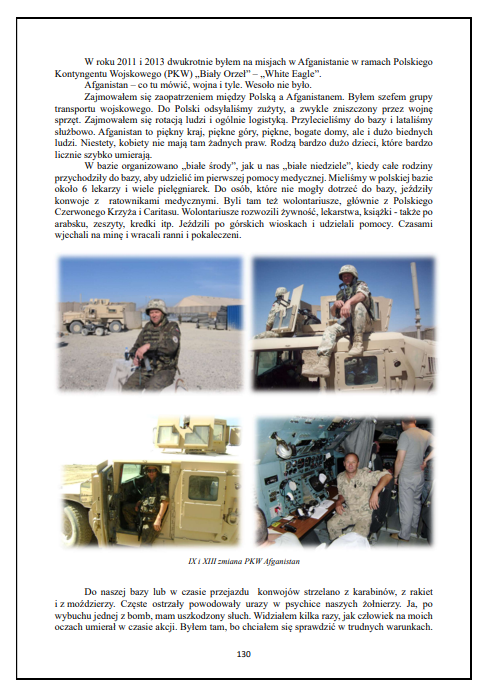 W roku 2011 i 2013 dwukrotnie byłem na misjach w Afganistanie w ramach Polskiego
Kontyngentu Wojskowego (PKW) „Biały Orzeł” – „White Eagle”.
Afganistan – co tu mówić, wojna i tyle. Wesoło nie było.
Zajmowałem się zaopatrzeniem między Polską a Afganistanem. Byłem szefem grupy
transportu wojskowego. Do Polski odsyłaliśmy zużyty, a zwykle zniszczony przez wojnę
sprzęt. Zajmowałem się rotacją ludzi i ogólnie logistyką. Przylecieliśmy do bazy i lataliśmy
służbowo. Afganistan to piękny kraj, piękne góry, piękne, bogate domy, ale i dużo biednych
ludzi. Niestety, kobiety nie mają tam żadnych praw. Rodzą bardzo dużo dzieci, które bardzo
licznie szybko umierają.
W bazie organizowano „białe środy”, jak u nas „białe niedziele”, kiedy całe rodziny
przychodziły do bazy, aby udzielić im pierwszej pomocy medycznej. Mieliśmy w polskiej bazie
około 6 lekarzy i wiele pielęgniarek. Do osób, które nie mogły dotrzeć do bazy, jeździły
konwoje z ratownikami medycznymi. Byli tam też wolontariusze, głównie z Polskiego
Czerwonego Krzyża i Caritasu. Wolontariusze rozwozili żywność, lekarstwa, książki - także po
arabsku, zeszyty, kredki itp. Jeździli po górskich wioskach i udzielali pomocy. Czasami
wjechali na minę i wracali ranni i pokaleczeni.
IX i XIII zmiana PKW Afganistan
Do naszej bazy lub w czasie przejazdu konwojów strzelano z karabinów, z rakiet
i z moździerzy. Częste ostrzały powodowały urazy w psychice naszych żołnierzy. Ja, po
wybuchu jednej z bomb, mam uszkodzony słuch. Widziałem kilka razy, jak człowiek na moich
oczach umierał w czasie akcji. Byłem tam, bo chciałem się sprawdzić w trudnych warunkach.
130